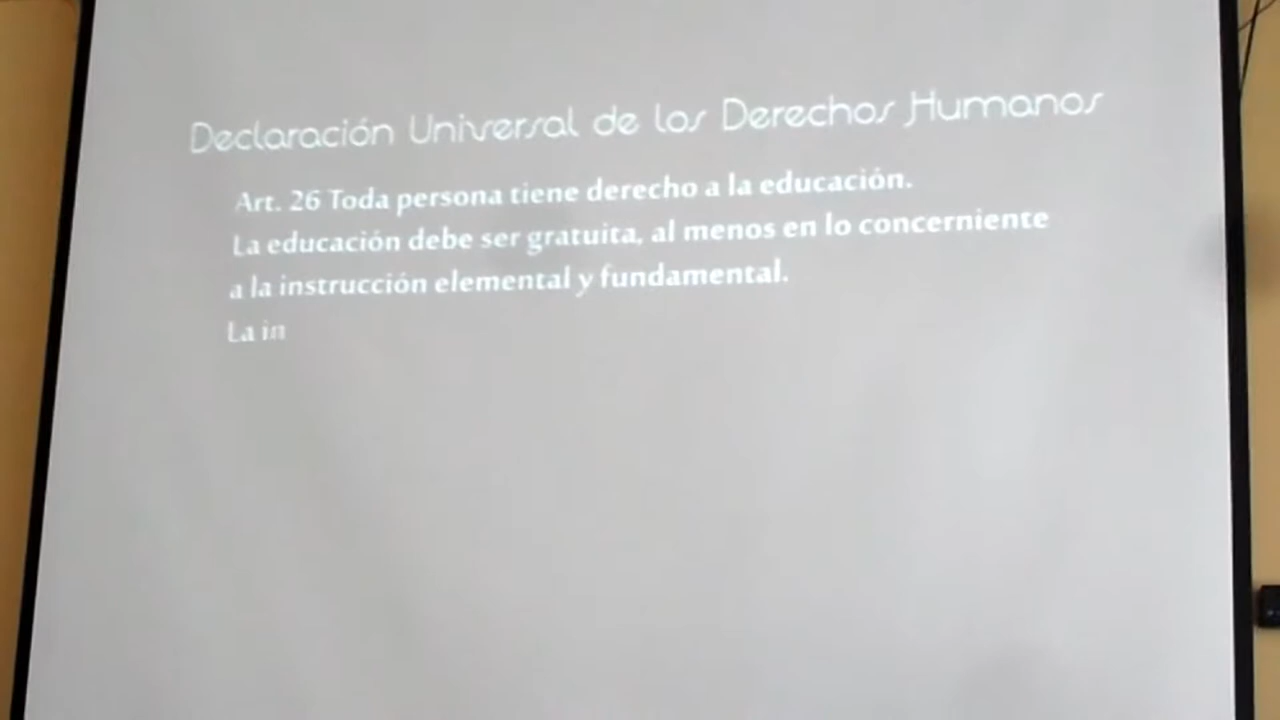 Declaración Universal de los Derechos Humanos
Art. 26 Toda persona tiene derecho a la educación.
La educación debe ser gratuita, al menos en lo concerniente
a la instrucción elemental y fundamental.
La in